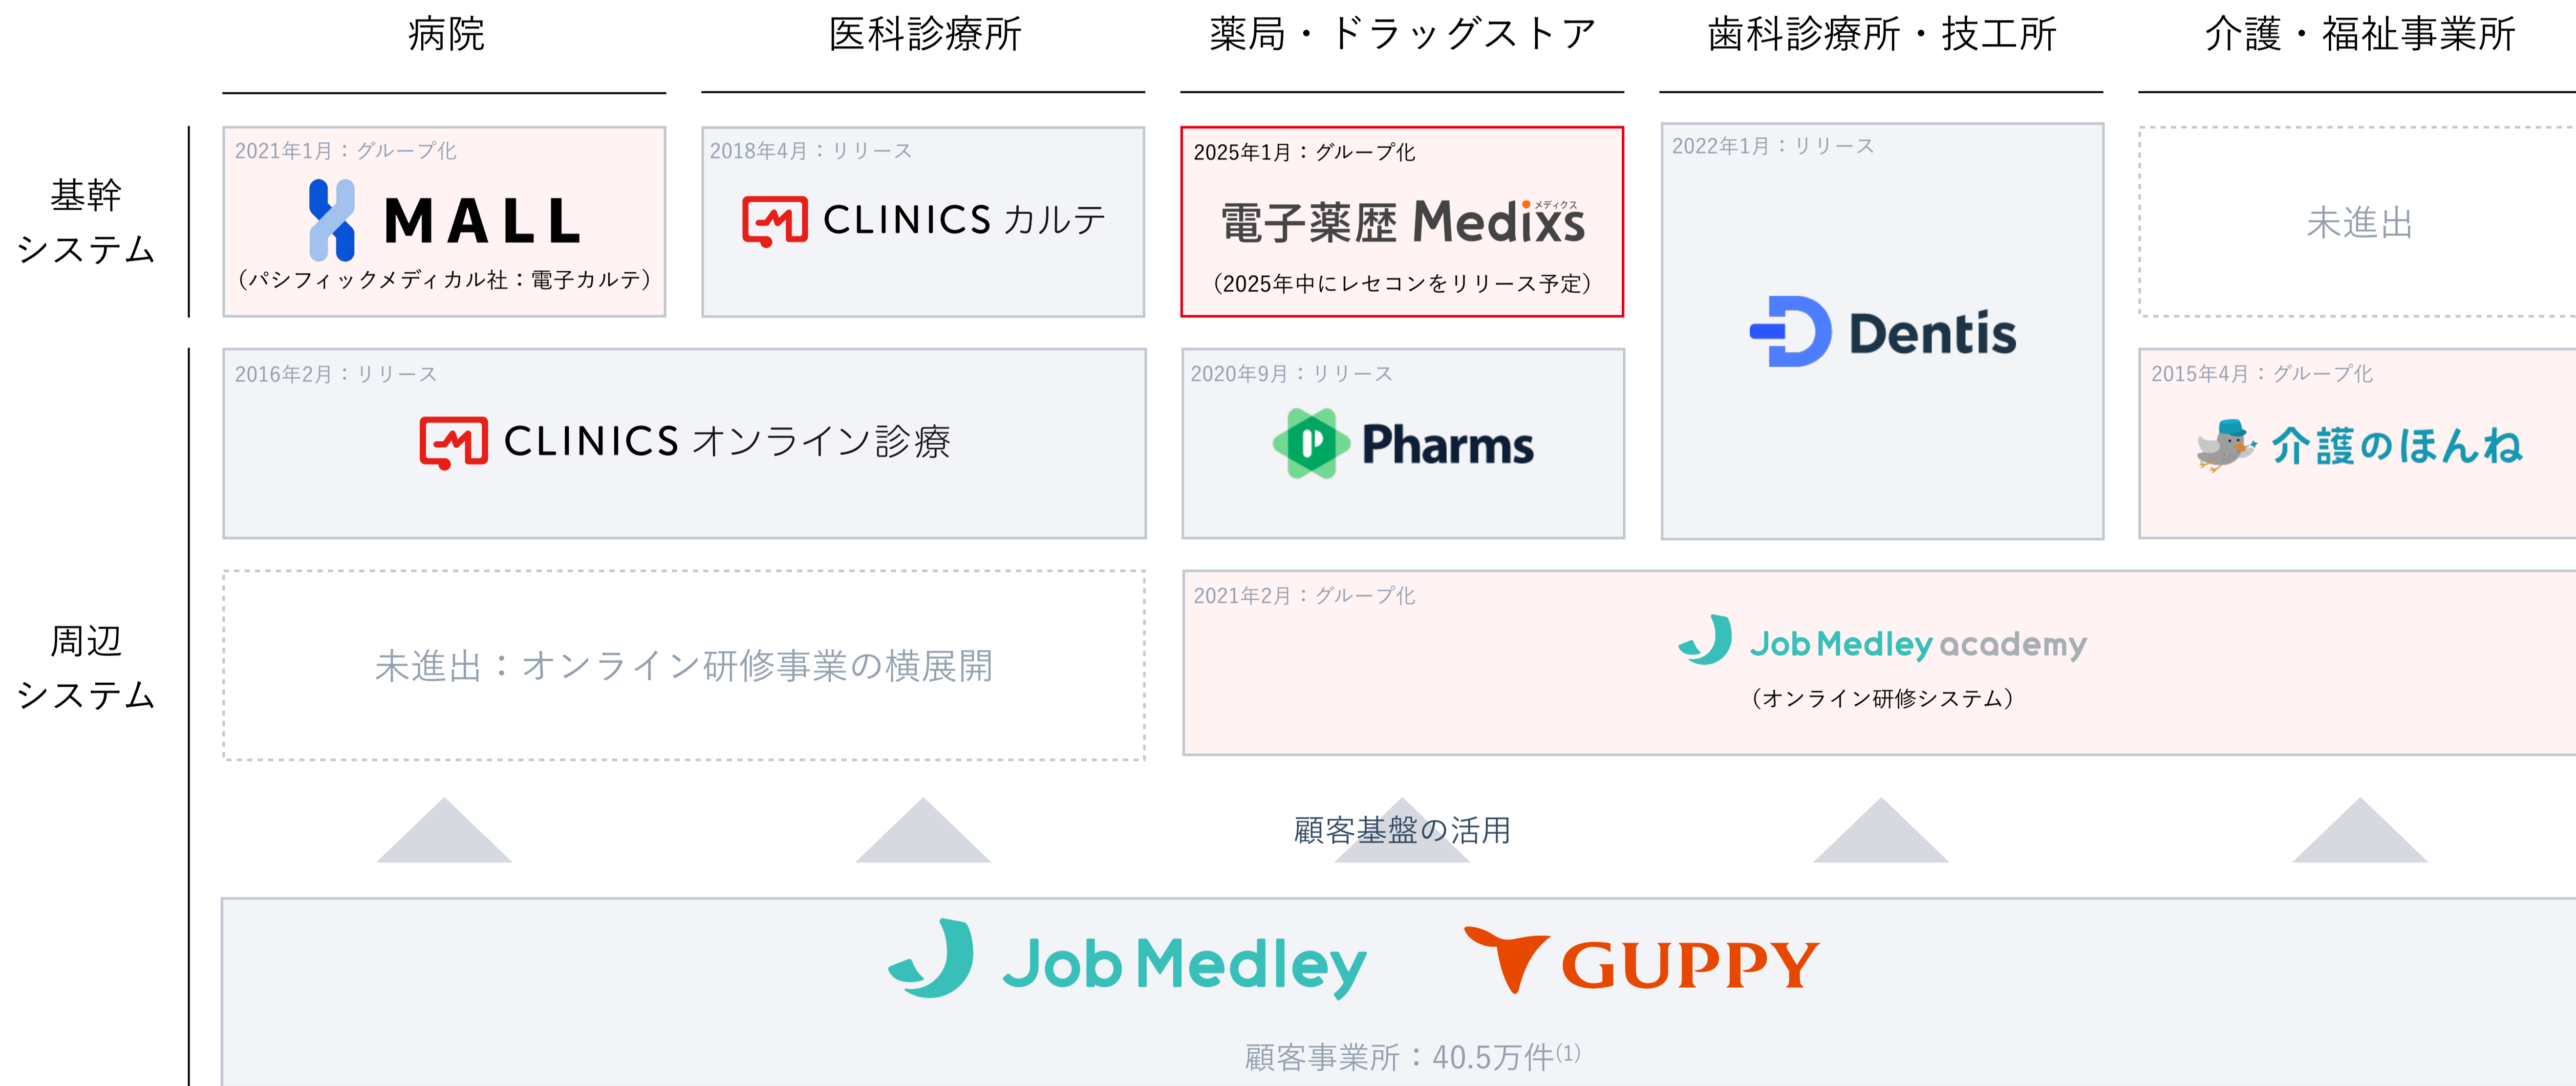 病院
医科診療所
薬局・ドラッグストア
歯科診療所・技工所
介護・福祉事業所
基幹
システム
2021年1月：グループ化
MALL
（パシフィックメディカル社：電子カルテ）
2018年4月：リリース
CLINICS カルテ
2025年1月：グループ化
メディクス
電子薬歴 Medixs
（2025年中にレセコンをリリース予定）
2022年1月：リリース
Dentis
未進出
周辺
システム
2016年2月：リリース
CLINICS オンライン診療
2020年9月：リリース
Pharms
2015年4月：グループ化
介護のほんね
未進出：オンライン研修事業の横展開
2021年2月：グループ化
Job Medley academy
（オンライン研修システム）
顧客基盤の活用
Job Medley
GUPPY
顧客事業所：40.5万件(1)